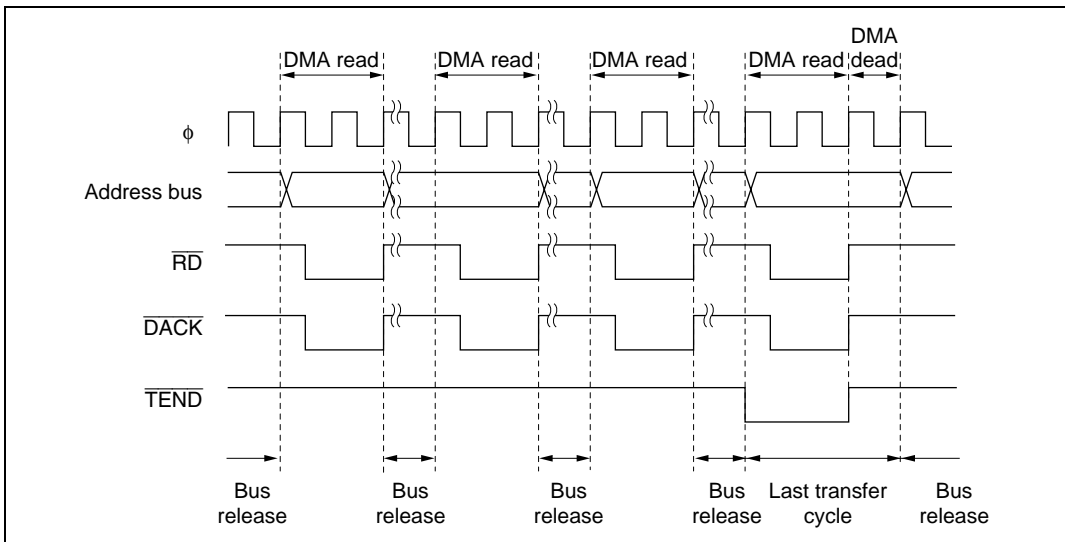 DMA read
DMA read
DMA read
DMA read
DMA
dead
φ
Address bus
RD
DACK
TEND
Bus
release
Bus
release
Bus
release
Bus
release
Last transfer
cycle
Bus
release